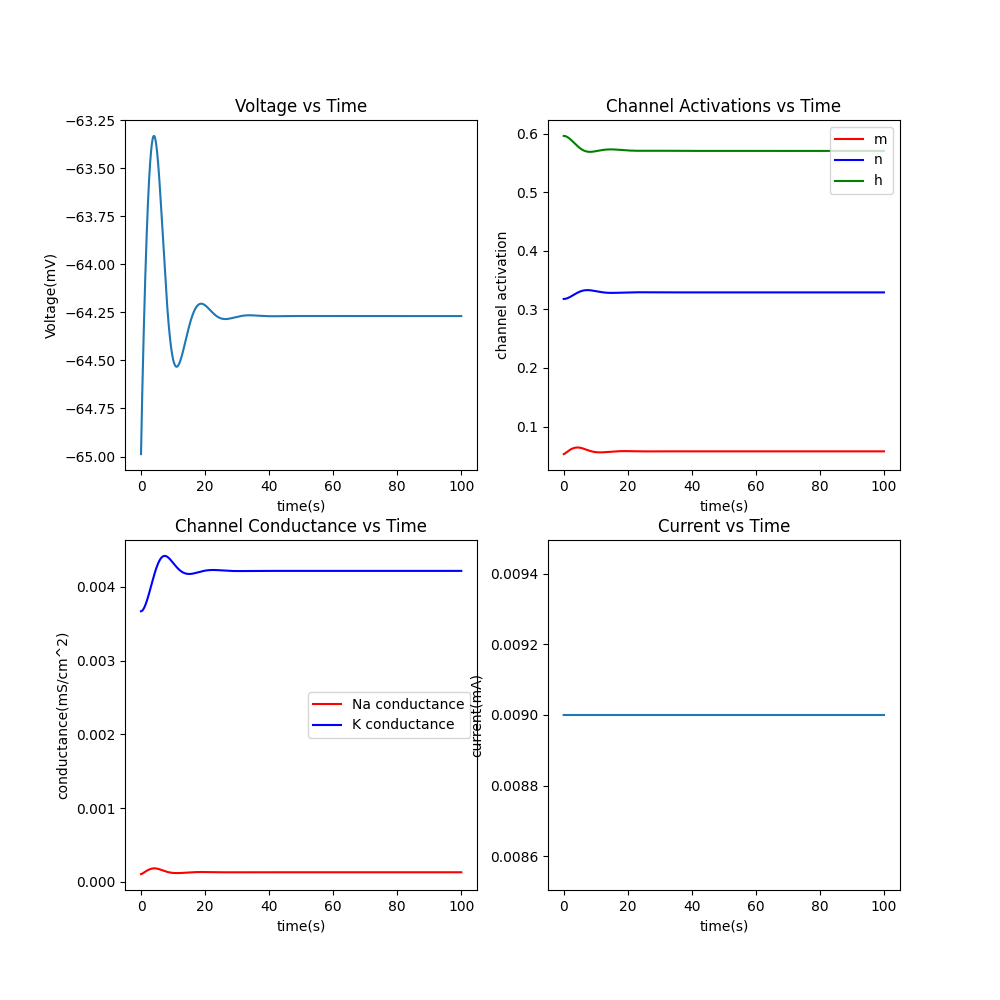 Voltage vs Time
−63.25
−63.50
−63.75
−64.00
−64.25
−64.50
−64.75
−65.00
Voltage(mV)
0 20 40 60 80 100
time(s)
Channel Activations vs Time
0.6
0.5
0.4
0.3
0.2
0.1
channel activation
m
n
h
0 20 40 60 80 100
time(s)
Channel Conductance vs Time
0.004
0.003
0.002
0.001
0.000
conductance(mS/cm^2)
Na conductance
K conductance
0 20 40 60 80 100
time(s)
Current vs Time
0.0094
0.0092
0.0090
0.0088
0.0086
current(mA)
0 20 40 60 80 100
time(s)